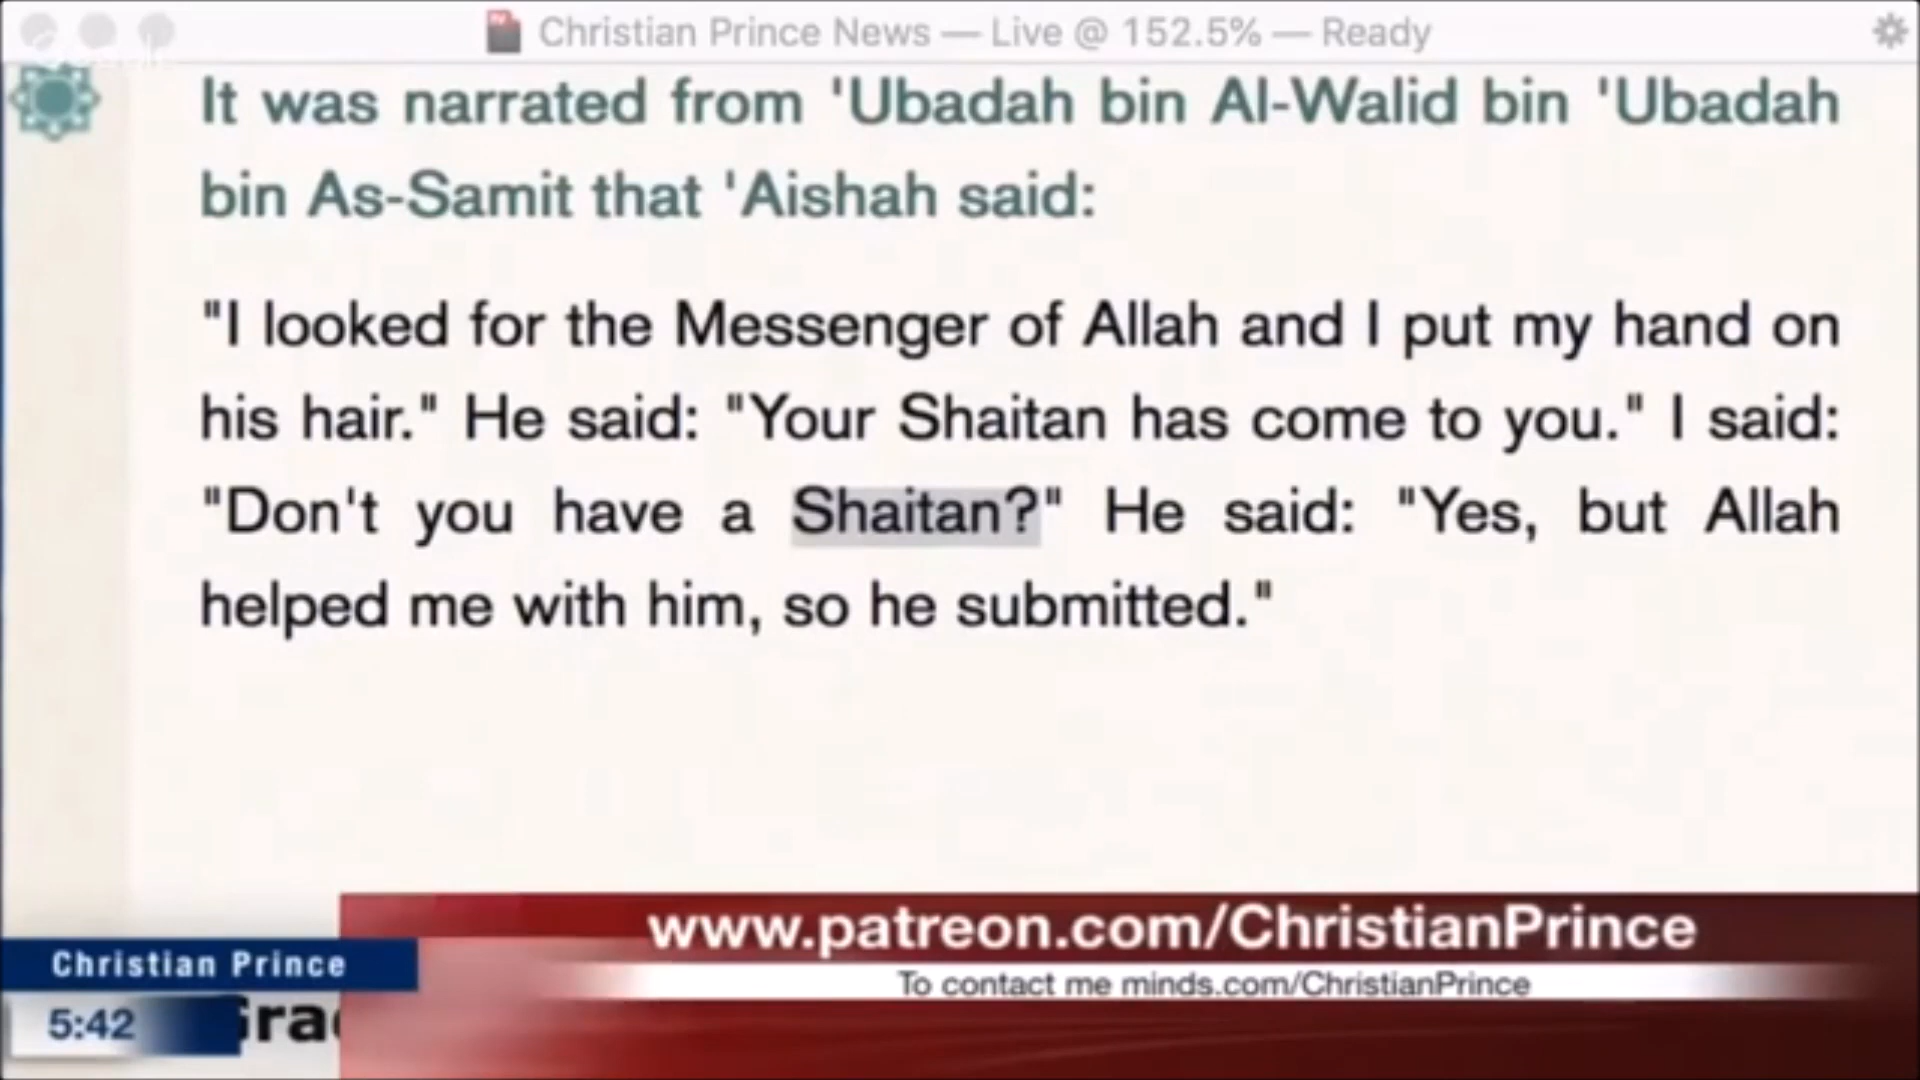 Christian Prince News — Live @ 152.5% — Ready
It was narrated from 'Ubadah bin Al-Walid bin 'Ubadah
bin As-Samit that 'Aishah said:
"I looked for the Messenger of Allah and I put my hand on
his hair." He said: "Your Shaitan has come to you." I said:
"Don't you have a Shaitan?" He said: "Yes, but Allah
helped me with him, so he submitted."
www.patreon.com/ChristianPrince
Christian Prince
To contact me minds.com/ChristianPrince
5:42